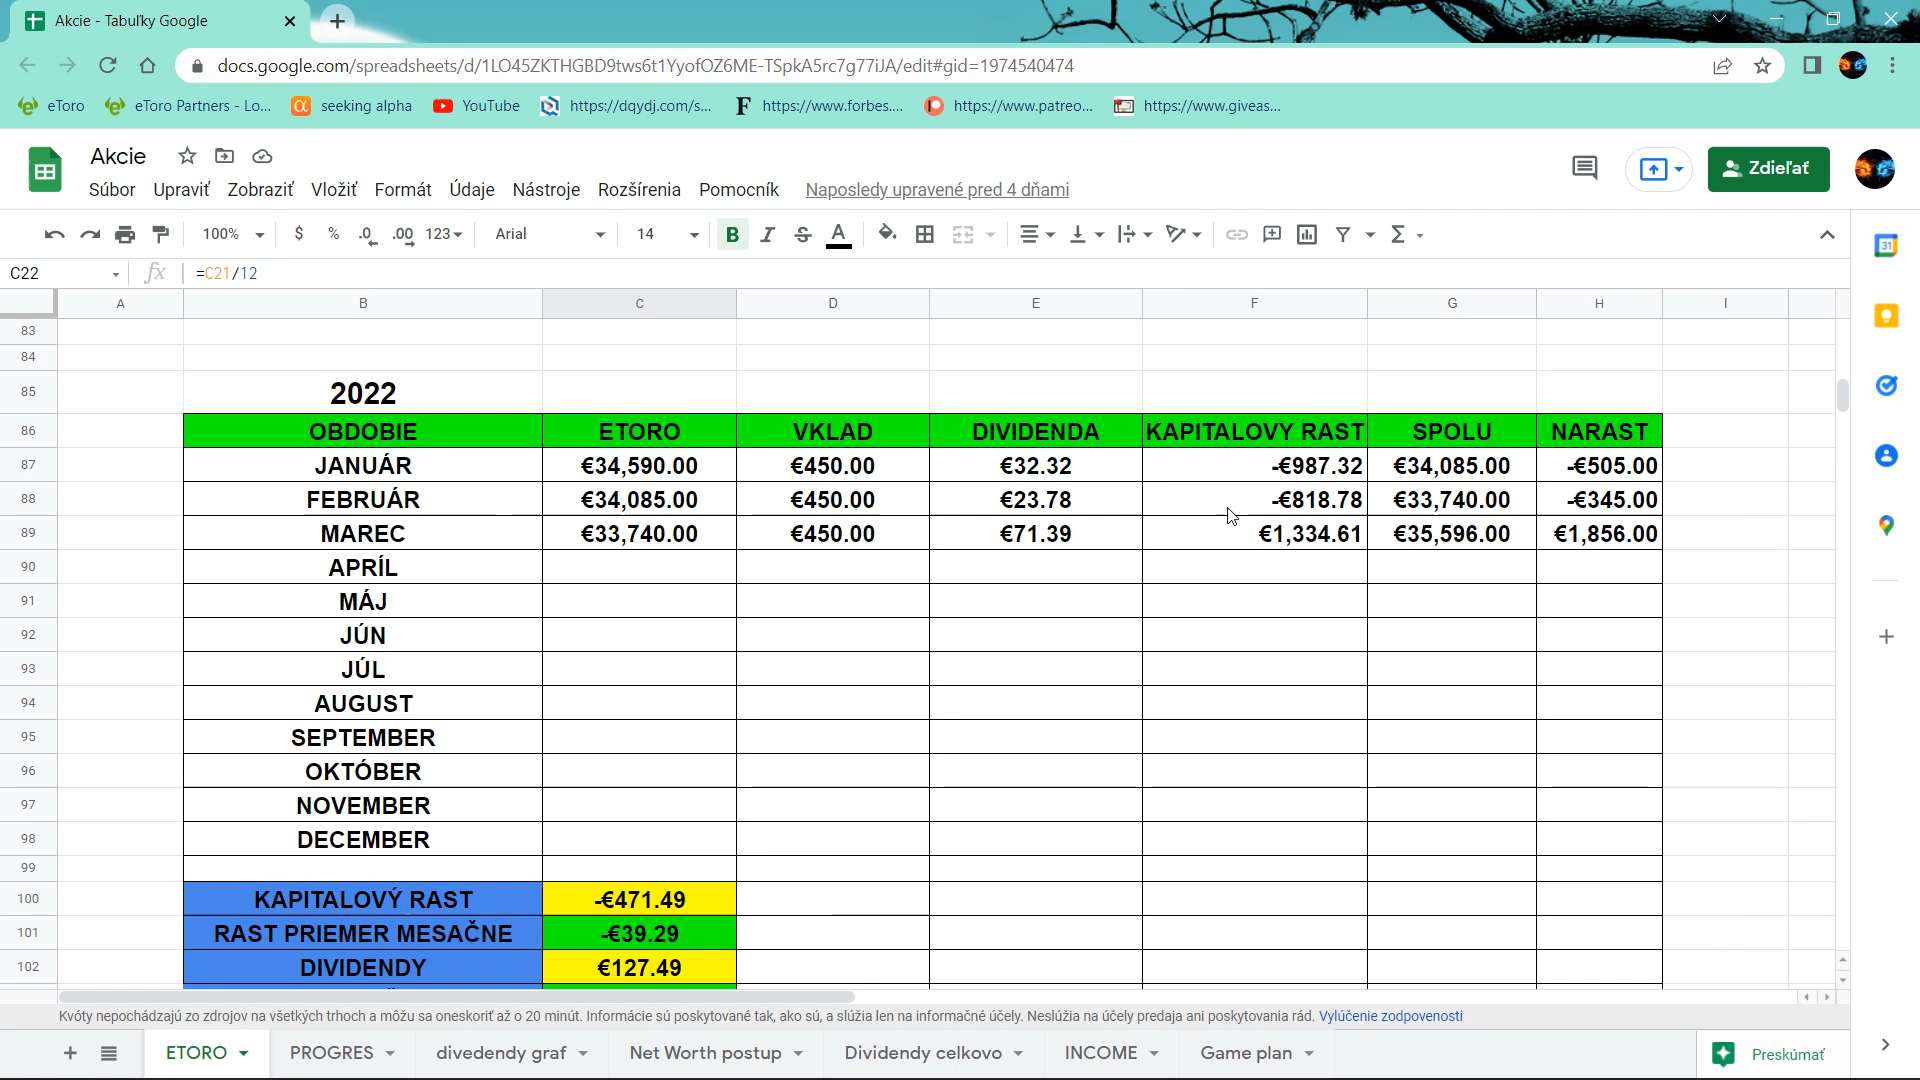 Akcie - Tabuľky Google
docs.google.com/spreadsheets/d/1LO45ZKTHGBD9tws6t1YyofOZ6ME-TSpkA5rc7g77iJA/edit#gid=1974540474
eToro eToro Partners - Lo... seeking alpha YouTube https://dqydj.com/s... https://www.forbes.... https://www.patreo... https://www.giveas...
Akcie
Zdieľať
Súbor Upraviť Zobraziť Vložiť Formát Údaje Nástroje Rozšírenia Pomocník Naposledy upravené pred 4 dňami
100% $ % .0 .00 123 Arial 14 B I S A
C22 fx =C21/12
A B C D E F G H I
83
84
85 2022
86 OBDOBIE ETORO VKLAD DIVIDENDA KAPITALOVY RAST SPOLU NARAST
87 JANUÁR €34,590.00 €450.00 €32.32 -€987.32 €34,085.00 -€505.00
88 FEBRUÁR €34,085.00 €450.00 €23.78 -€818.78 €33,740.00 -€345.00
89 MAREC €33,740.00 €450.00 €71.39 €1,334.61 €35,596.00 €1,856.00
90 APRÍL
91 MÁJ
92 JÚN
93 JÚL
94 AUGUST
95 SEPTEMBER
96 OKTÓBER
97 NOVEMBER
98 DECEMBER
99
100 KAPITALOVÝ RAST -€471.49
101 RAST PRIEMER MESAČNE -€39.29
102 DIVIDENDY €127.49
Kvóty nepochádzajú zo zdrojov na všetkých trhoch a môžu sa oneskoriť až o 20 minút. Informácie sú poskytované tak, ako sú, a slúžia len na informačné účely. Neslúžia na účely predaja ani poskytovania rád. Vylúčenie zodpovednosti
ETORO PROGRES divedendy graf Net Worth postup Dividendy celkovo INCOME Game plan Preskúmať
31